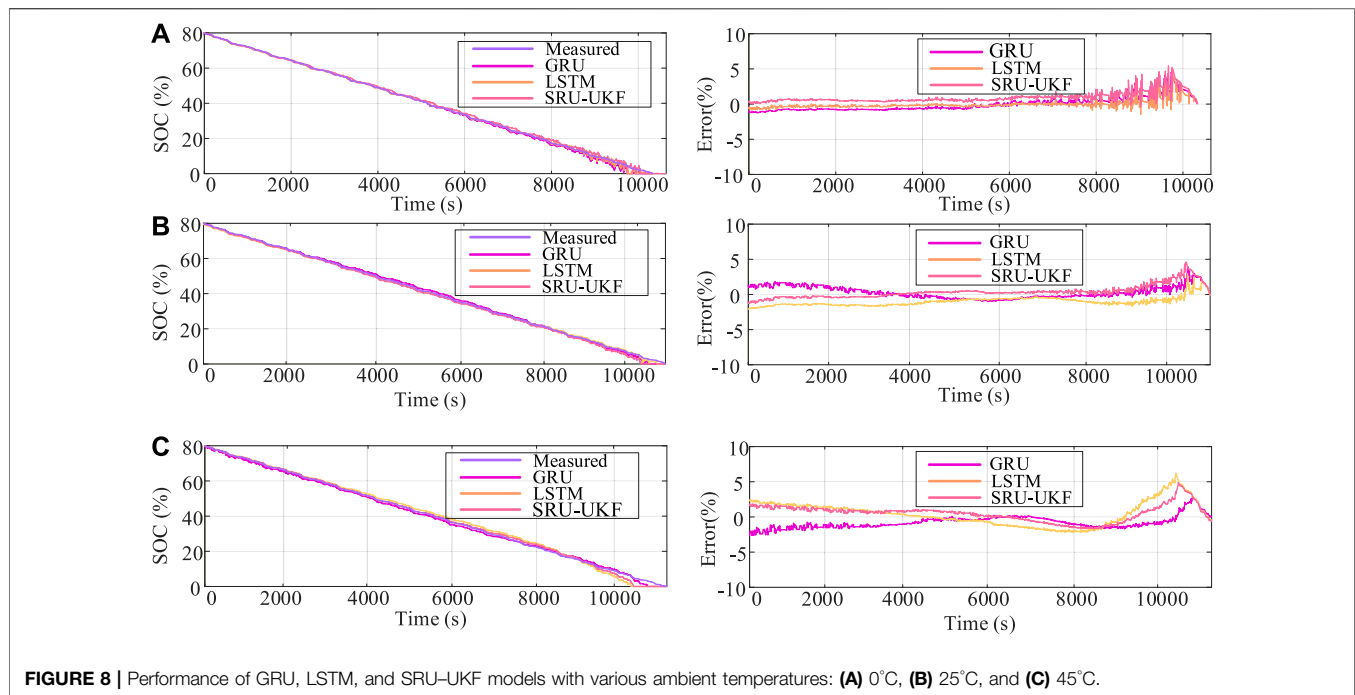 A
80
60
40
20
0
SOC (%)
Measured
GRU
LSTM
SRU-UKF
0 2000 4000 6000 8000 10000
Time (s)
10
5
0
-5
-10
Error(%)
GRU
LSTM
SRU-UKF
0 2000 4000 6000 8000 10000
Time (s)
B
80
60
40
20
0
SOC (%)
Measured
GRU
LSTM
SRU-UKF
0 2000 4000 6000 8000 10000
Time (s)
10
5
0
-5
-10
Error(%)
GRU
LSTM
SRU-UKF
0 2000 4000 6000 8000 10000
Time (s)
C
80
60
40
20
0
SOC (%)
Measured
GRU
LSTM
SRU-UKF
0 2000 4000 6000 8000 10000
Time (s)
10
5
0
-5
-10
Error(%)
GRU
LSTM
SRU-UKF
0 2000 4000 6000 8000 10000
Time (s)
FIGURE 8 | Performance of GRU, LSTM, and SRU–UKF models with various ambient temperatures: (A) 0°C, (B) 25°C, and (C) 45°C.